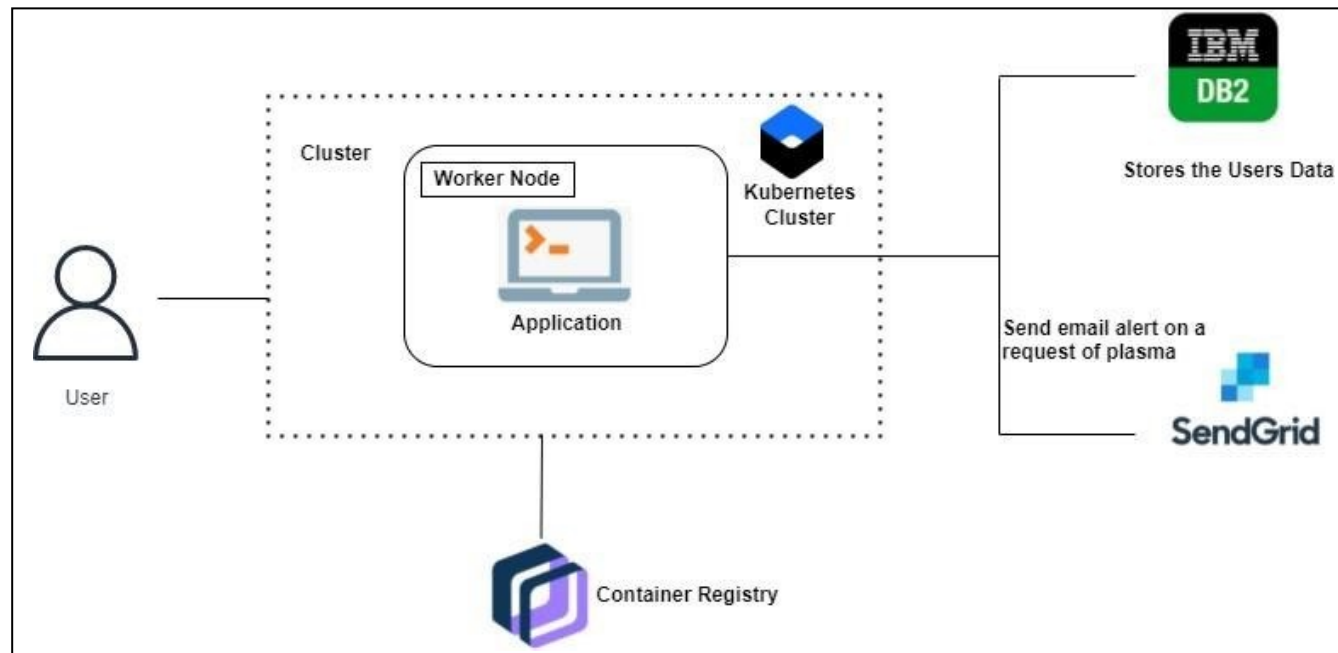 IBM
DB2
Stores the Users Data
Cluster
Worker Node
Kubernetes
Cluster
Application
User
Send email alert on a
request of plasma
SendGrid
Container Registry